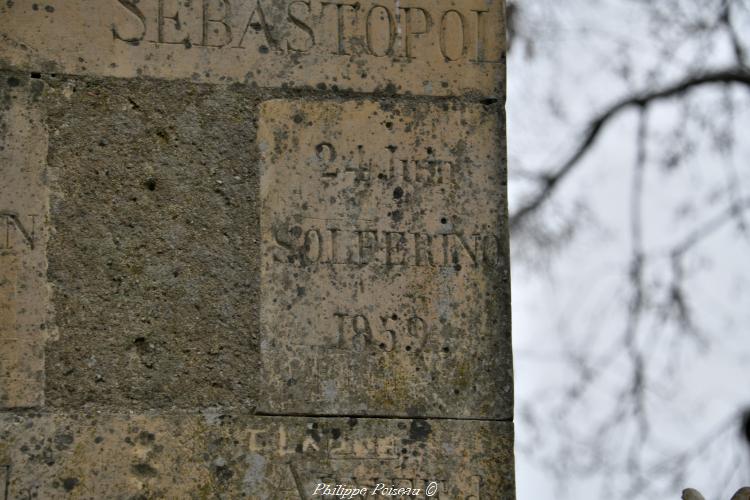 SEBASTOPOL
24 Juin
SOLFERINO
1859
Philippe Poiseau ©